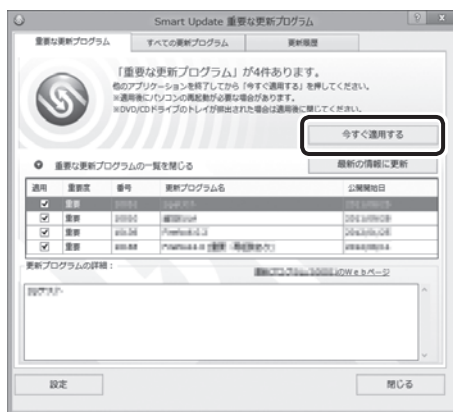 Smart Update 重要な更新プログラム
重要な更新プログラム
すべての更新プログラム
更新履歴
「重要な更新プログラム」が4件あります。
他のアプリケーションを終了してから「今すぐ適用する」を押してください。
※適用後にパソコンの再起動が必要な場合があります。
※DVD/CDドライブのトレイが排出された場合は適用後に閉じてください。
今すぐ適用する
重要な更新プログラムの一覧を閉じる
最新の情報に更新
適用 重要度 番号 更新プログラム名 公開開始日
重要
重要
重要
重要
更新プログラムの詳細：
のWebページ
設定
閉じる